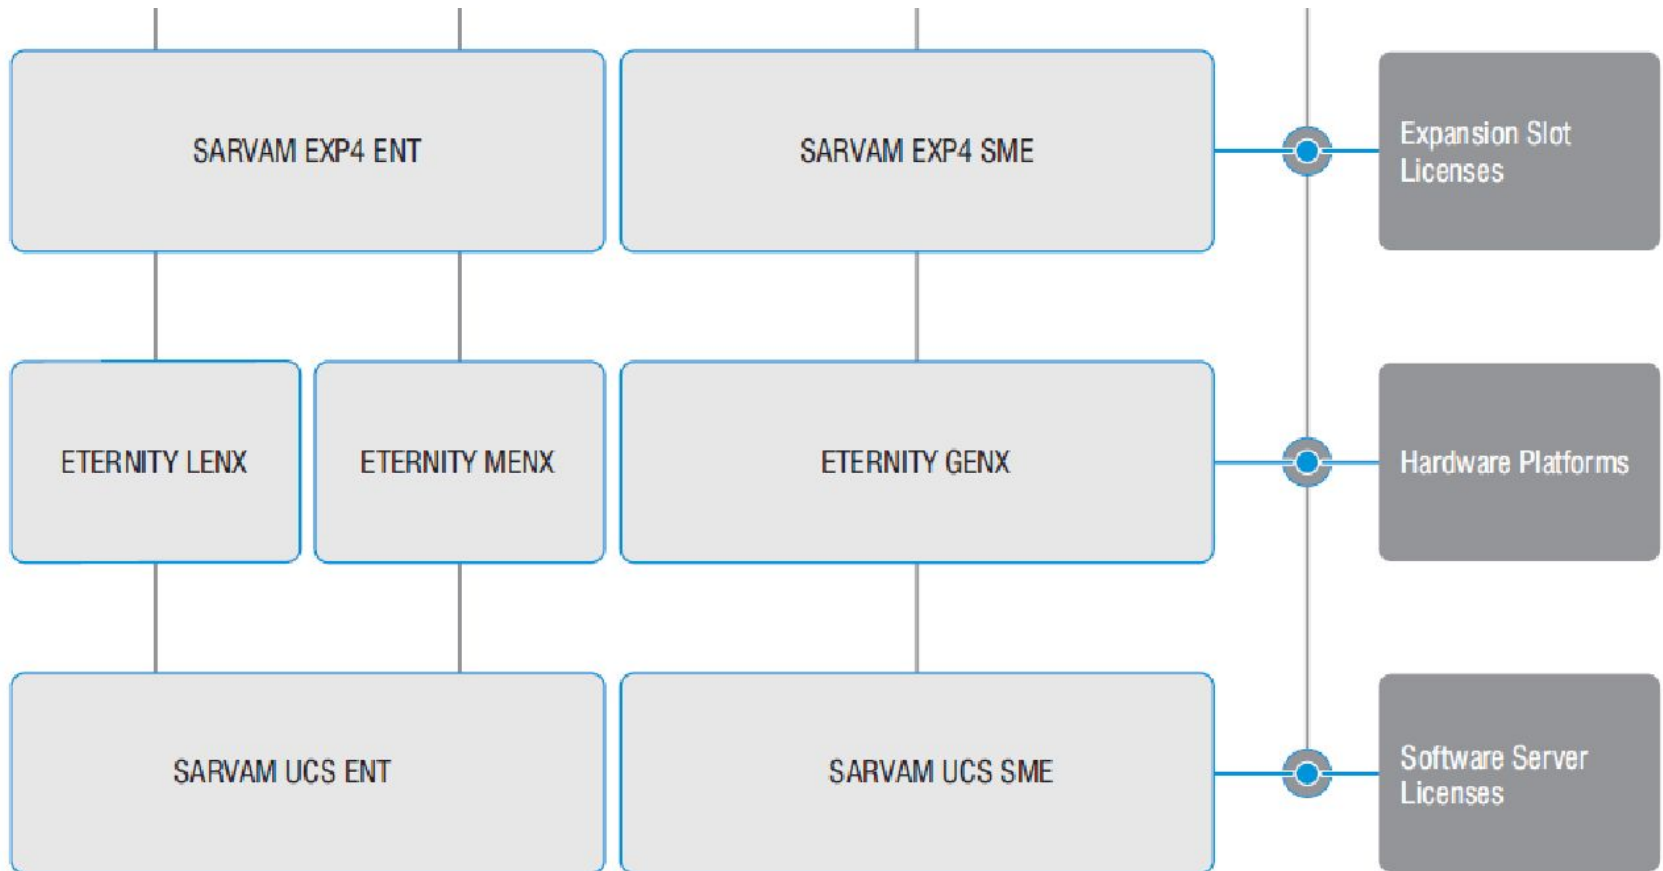 SARVAM EXP4 ENT
SARVAM EXP4 SME
Expansion Slot
Licenses
ETERNITY LENX
ETERNITY MENX
ETERNITY GENX
Hardware Platforms
SARVAM UCS ENT
SARVAM UCS SME
Software Server
Licenses